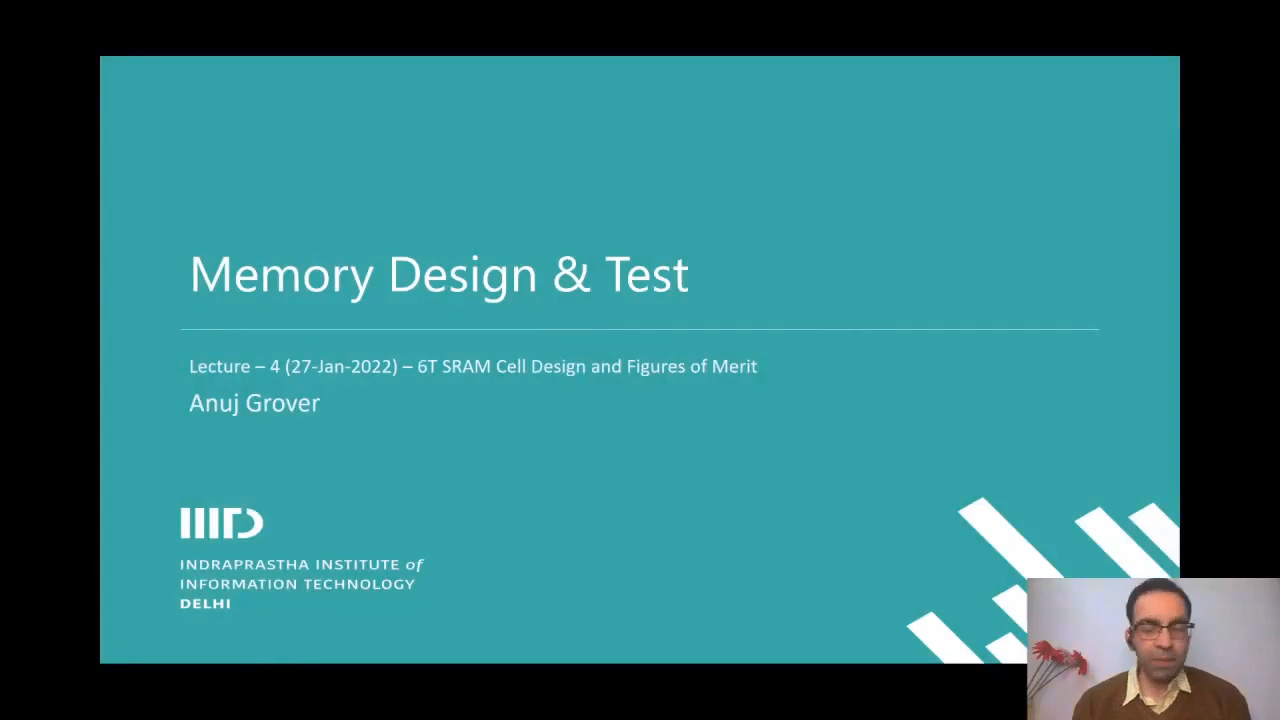 Memory Design & Test
Lecture – 4 (27-Jan-2022) – 6T SRAM Cell Design and Figures of Merit
Anuj Grover
IIITD
INDRAPRASTHA INSTITUTE of
INFORMATION TECHNOLOGY
DELHI